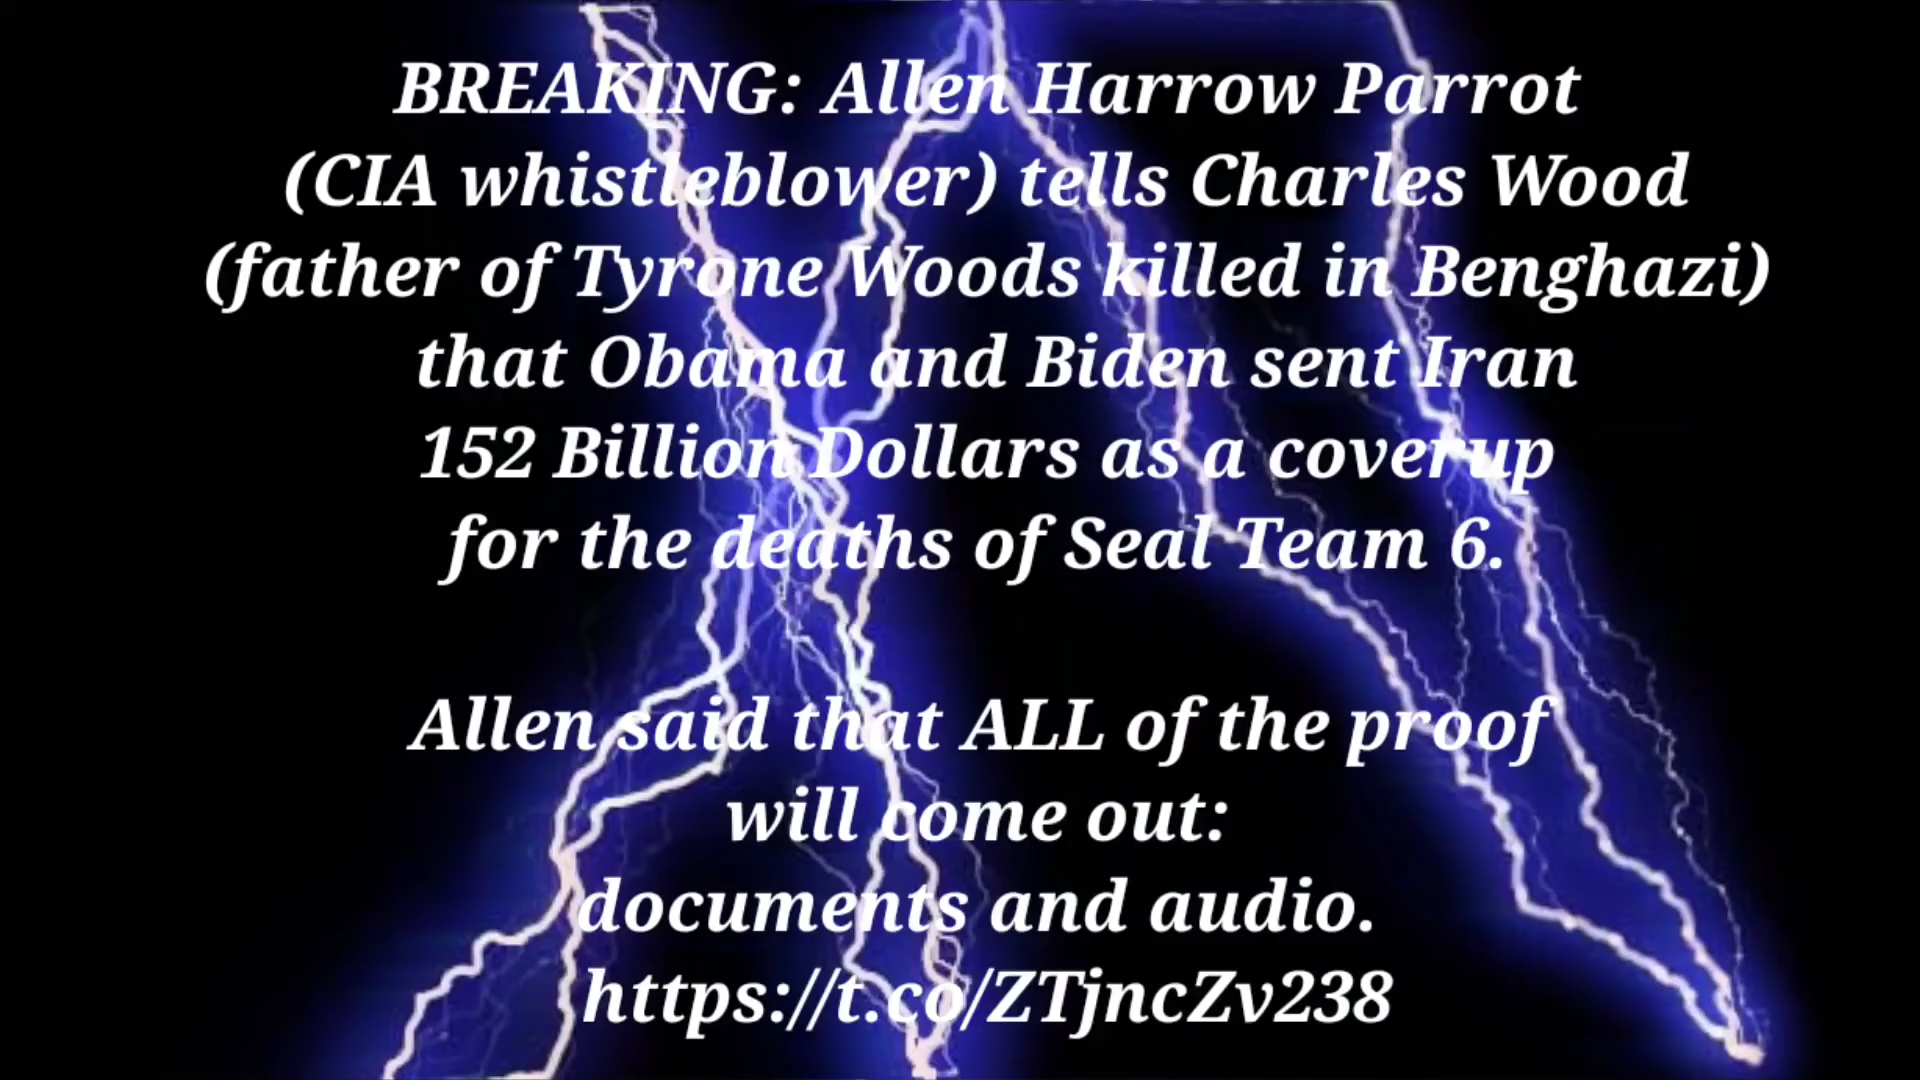 BREAKING: Allen Harrow Parrot
(CIA whistleblower) tells Charles Wood
(father of Tyrone Woods killed in Benghazi)
that Obama and Biden sent Iran
152 Billion Dollars as a coverup
for the deaths of Seal Team 6.
Allen said that ALL of the proof
will come out:
documents and audio.
https://t.co/ZTjncZv238